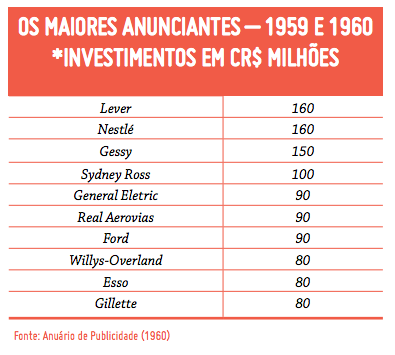 OS MAIORES ANUNCIANTES — 1959 E 1960
*INVESTIMENTOS EM CR$ MILHÕES
Lever 160
Nestlé 160
Gessy 150
Sydney Ross 100
General Eletric 90
Real Aerovias 90
Ford 90
Willys-Overland 80
Esso 80
Gillette 80
Fonte: Anuário de Publicidade (1960)